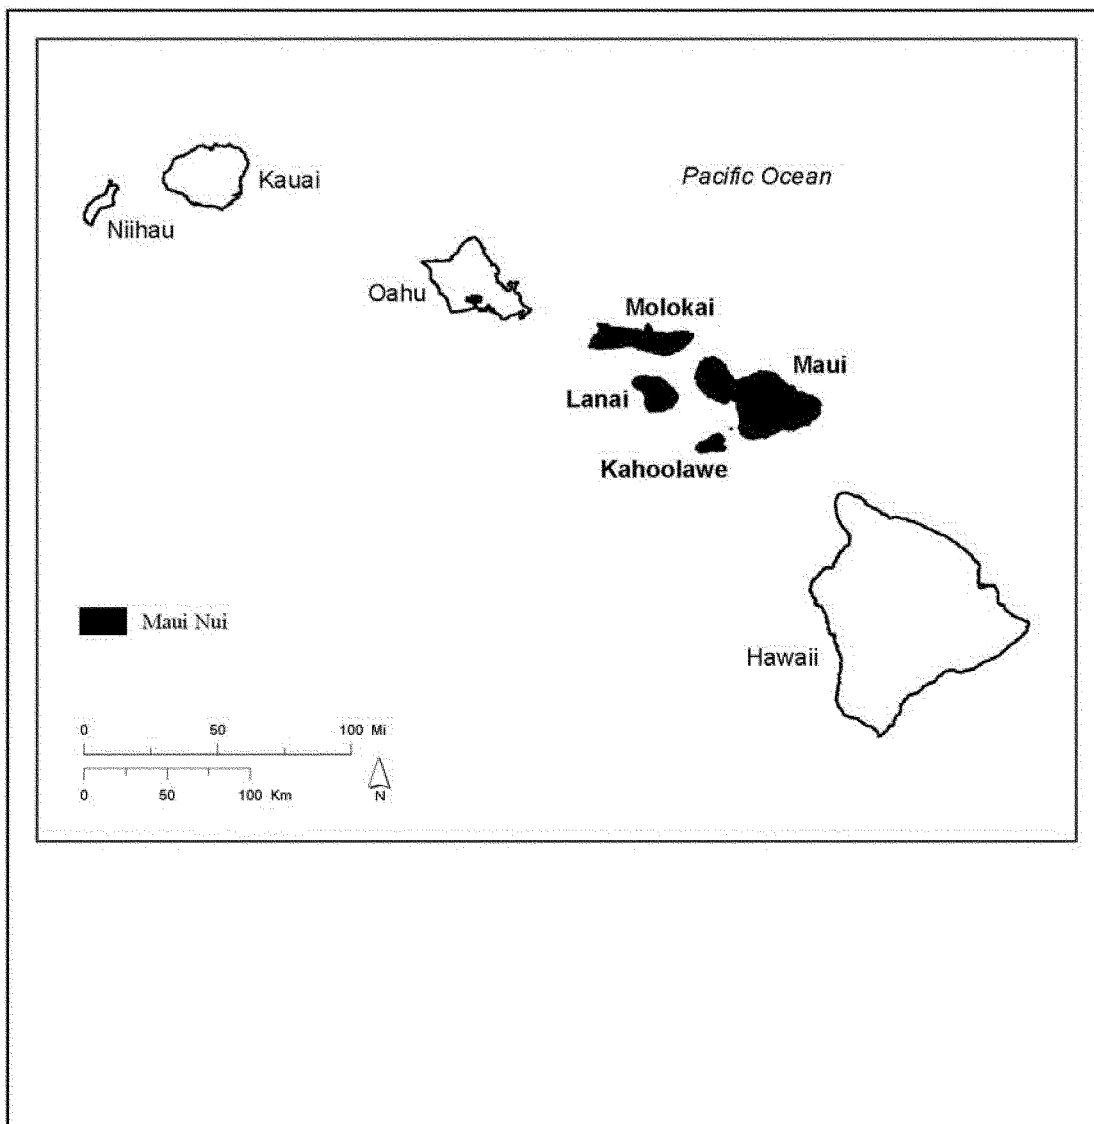 Pacific Ocean
Kauai
Niihau
Oahu
Molokai
Maui
Lanai
Kahoolawe
Maui Nui
Hawaii
0 50 100 Mi
0 50 100 Km
N